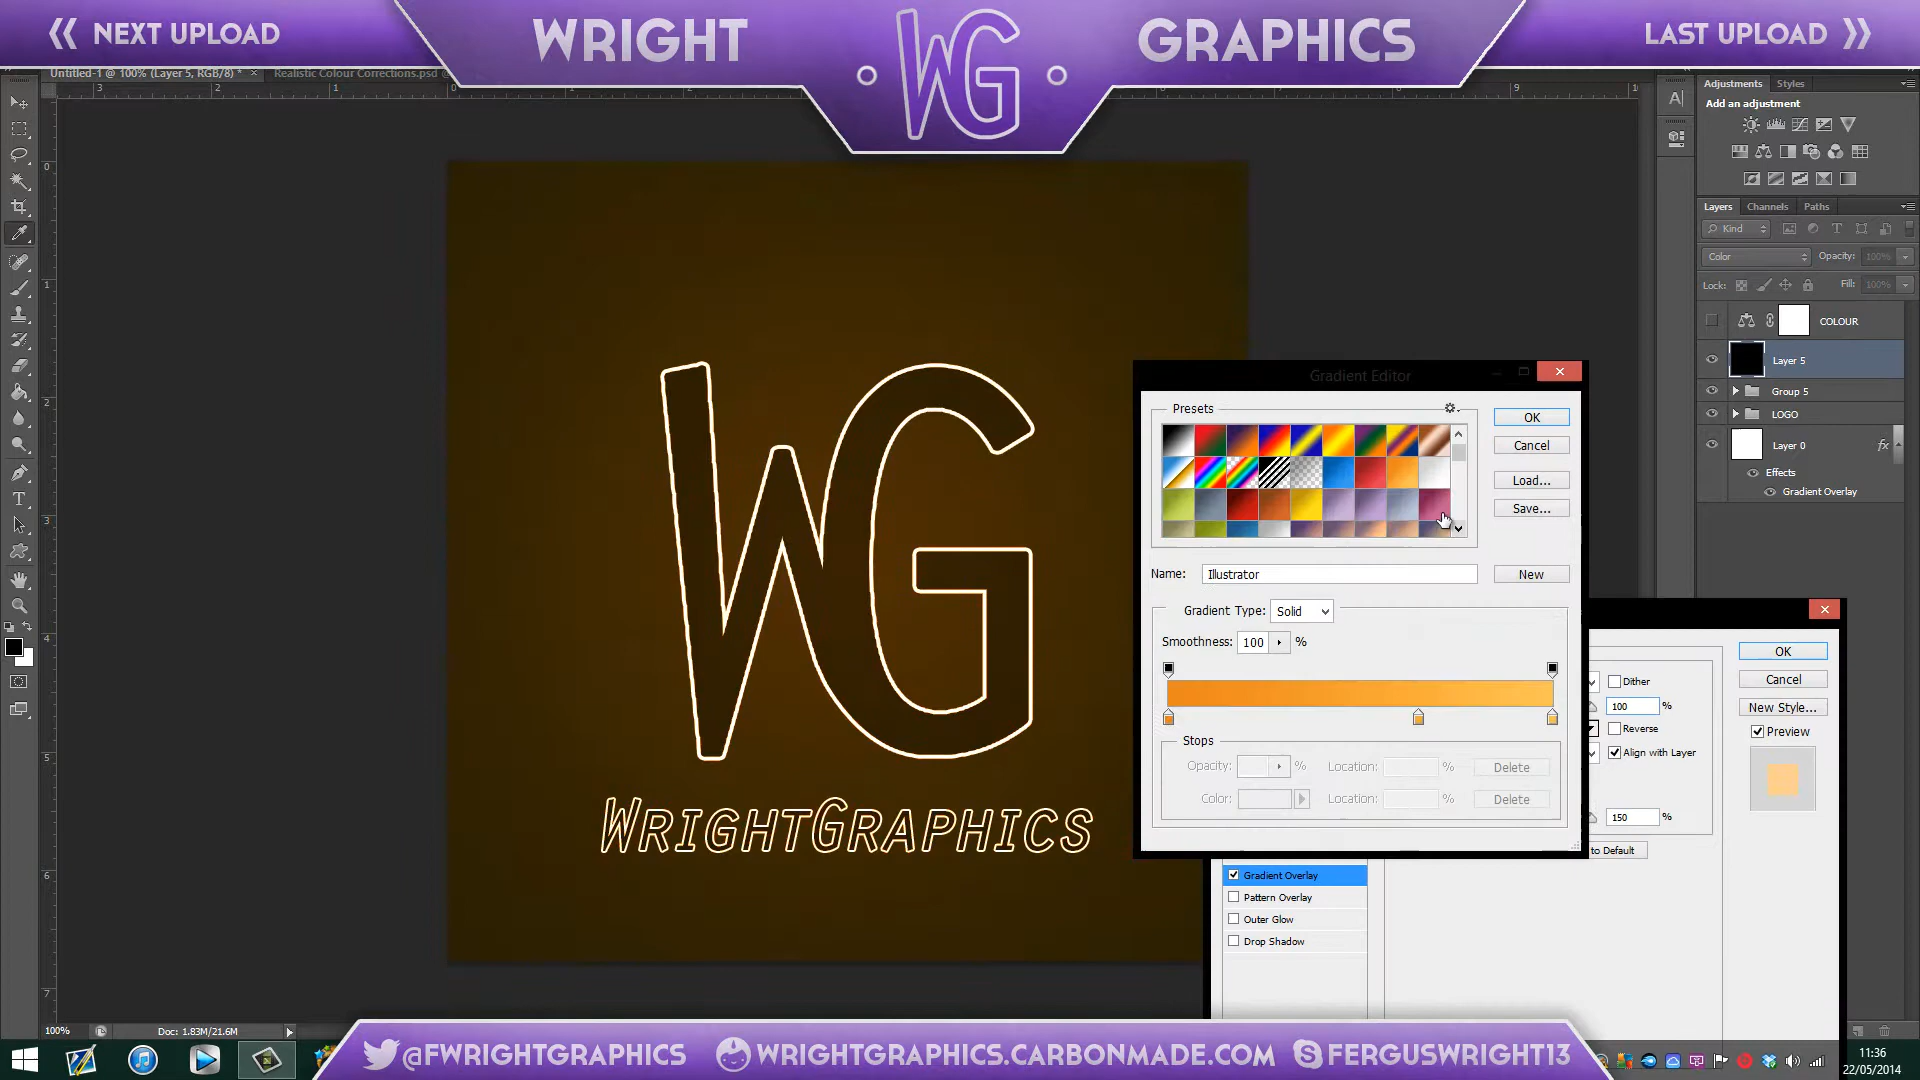 NEXT UPLOAD
WRIGHT
WG
GRAPHICS
LAST UPLOAD
Untitled-1 @ 100% (Layer 5, RGB/8) *
Realistic Colour Corrections.psd
Adjustments
Styles
Add an adjustment
Layers
Channels
Paths
Kind
Color
Opacity: 100%
Lock:
Fill: 100%
COLOUR
Layer 5
Group 5
LOGO
Layer 0
fx
Effects
Gradient Overlay
WG
WRIGHTGRAPHICS
Gradient Editor
Presets
OK
Cancel
Load...
Save...
Name: Illustrator
New
Gradient Type: Solid
Smoothness: 100 %
Stops
Opacity: %
Location: %
Delete
Color:
Location: %
Delete
OK
Cancel
New Style...
Preview
Dither
100 %
Reverse
Align with Layer
150 %
to Default
Gradient Overlay
Pattern Overlay
Outer Glow
Drop Shadow
100%
Doc: 1.83M/21.6M
@FWRIGHTGRAPHICS
WRIGHTGRAPHICS.CARBONMADE.COM
FERGUSWRIGHT13
11:36
22/05/2014